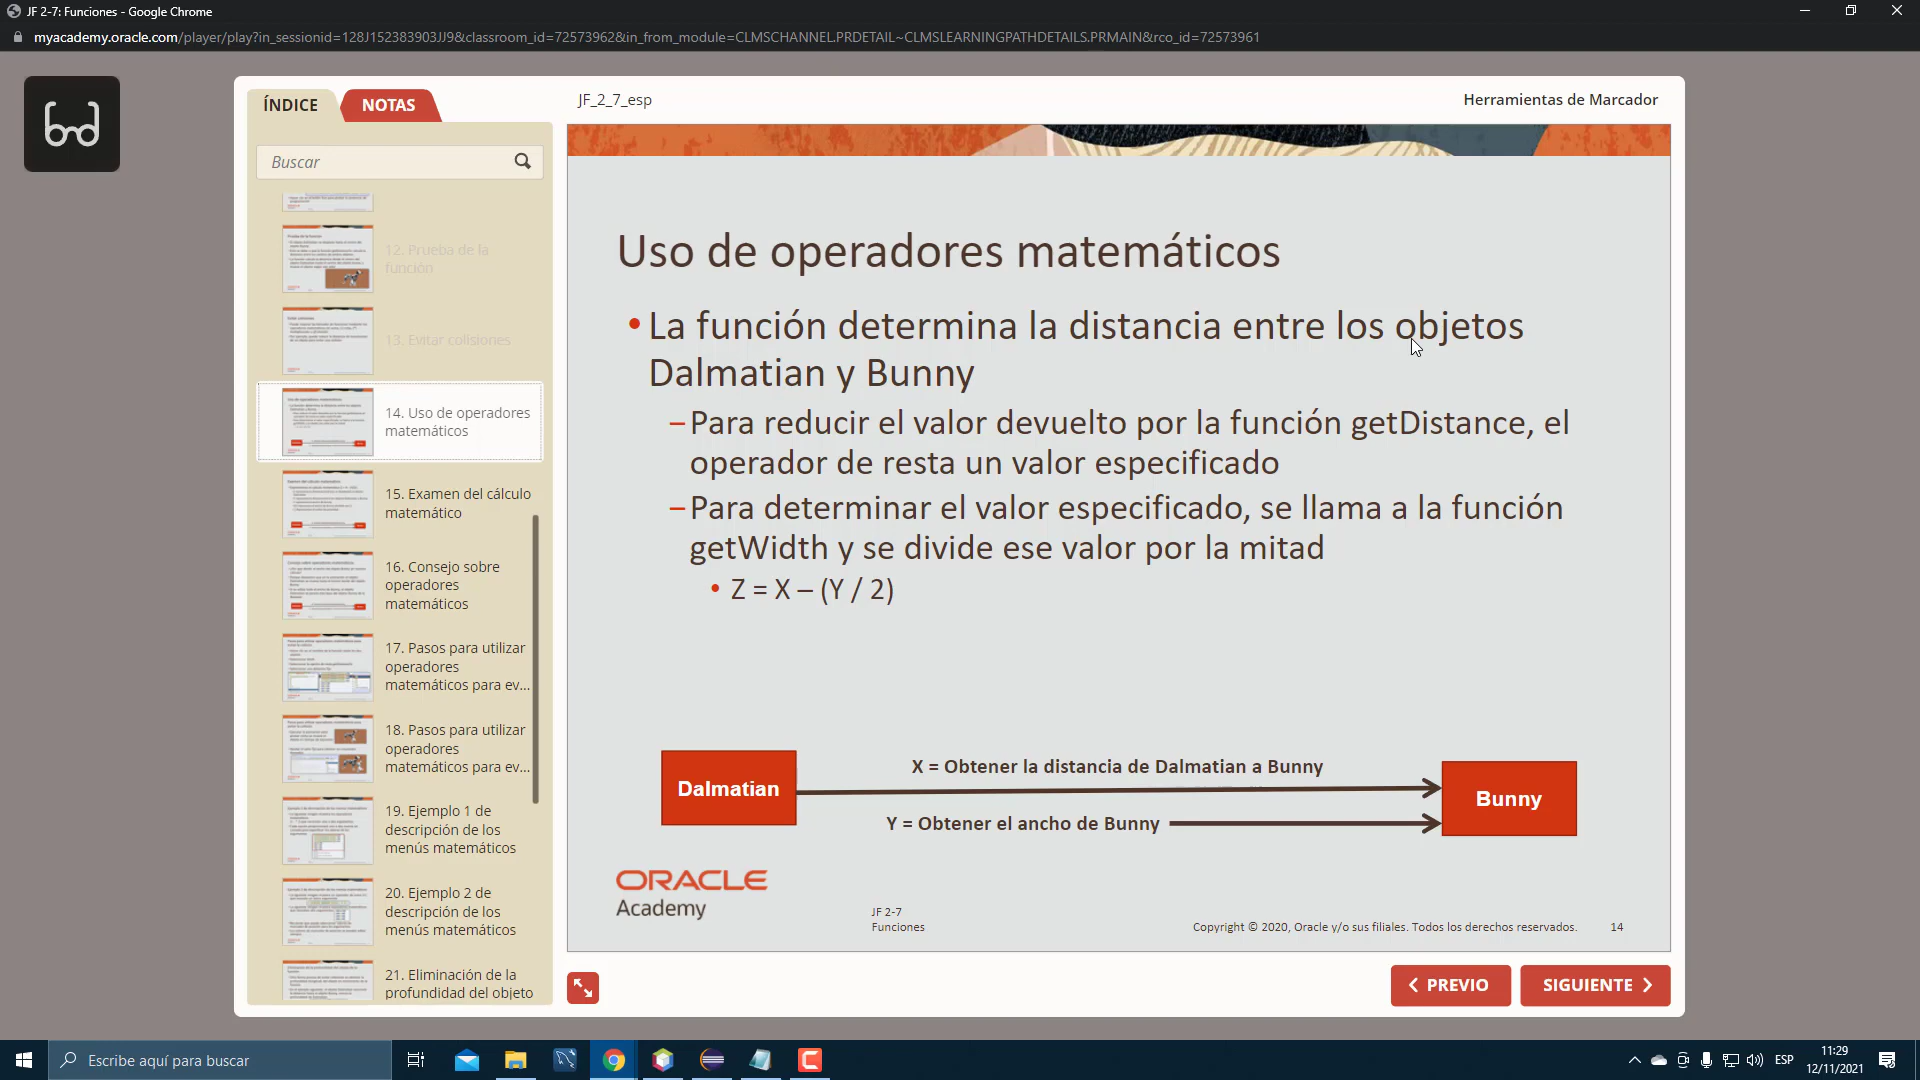 JF 2-7: Funciones - Google Chrome
myacademy.oracle.com/player/play?in_sessionid=128J152383903JJ9&classroom_id=72573962&in_from_module=CLMSCHANNEL.PRDETAIL~CLMSLEARNINGPATHDETAILS.PRMAIN&rco_id=72573961
ÍNDICE
NOTAS
JF_2_7_esp
Herramientas de Marcador
Buscar
12. Prueba de la
función
13. Evitar colisiones
14. Uso de operadores
matemáticos
15. Examen del cálculo
matemático
16. Consejo sobre
operadores
matemáticos
17. Pasos para utilizar
operadores
matemáticos para ev...
18. Pasos para utilizar
operadores
matemáticos para ev...
19. Ejemplo 1 de
descripción de los
menús matemáticos
20. Ejemplo 2 de
descripción de los
menús matemáticos
21. Eliminación de la
profundidad del objeto
Uso de operadores matemáticos
• La función determina la distancia entre los objetos
Dalmatian y Bunny
– Para reducir el valor devuelto por la función getDistance, el
operador de resta un valor especificado
– Para determinar el valor especificado, se llama a la función
getWidth y se divide ese valor por la mitad
• Z = X – (Y / 2)
Dalmatian
X = Obtener la distancia de Dalmatian a Bunny
Y = Obtener el ancho de Bunny
Bunny
ORACLE
Academy
JF 2-7
Funciones
Copyright © 2020, Oracle y/o sus filiales. Todos los derechos reservados.
14
PREVIO
SIGUIENTE
Escribe aquí para buscar
ESP
11:29
12/11/2021